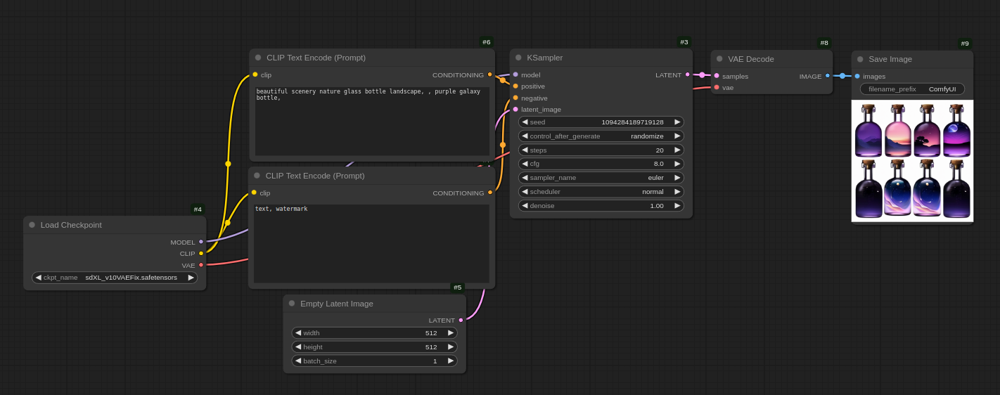 #6
CLIP Text Encode (Prompt)
clip
CONDITIONING
beautiful scenery nature glass bottle landscape, , purple galaxy
bottle,
CLIP Text Encode (Prompt)
clip
CONDITIONING
text, watermark
#4
Load Checkpoint
MODEL
CLIP
VAE
ckpt_name sdXL_v10VAEFix.safetensors
#5
Empty Latent Image
LATENT
width 512
height 512
batch_size 1
#3
KSampler
model
LATENT
positive
negative
latent_image
seed 1094284189719128
control_after_generate randomize
steps 20
cfg 8.0
sampler_name euler
scheduler normal
denoise 1.00
#8
VAE Decode
samples
IMAGE
vae
#9
Save Image
images
filename_prefix ComfyUI